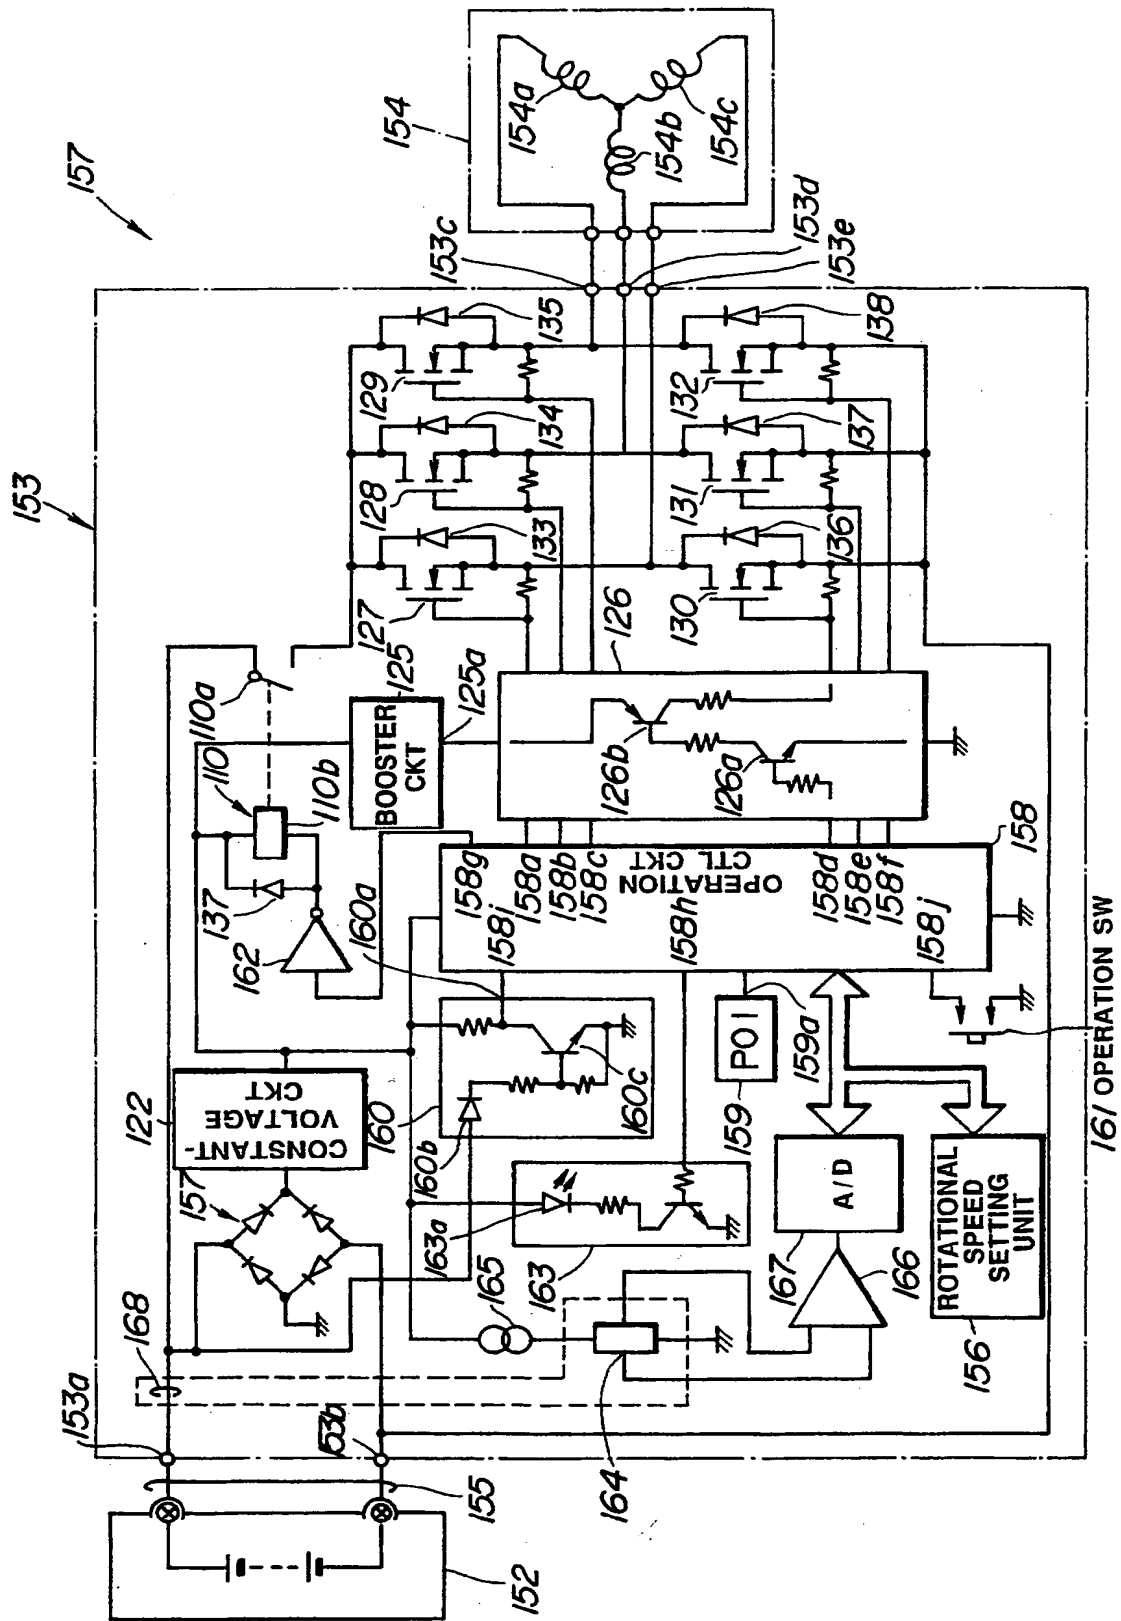 157
153
154
154a
154b
154c
153c
153d
153e
135
129
134
128
133
127
138
132
137
131
136
130
110a
110
110b
125
BOOSTER
CKT
125a
126
126b
126a
137
162
160a
158g
158i
158a
158b
158c
OPERATION
CTL CKT
158h
158d
158e
158f
158j
158
122
CONSTANT-
VOLTAGE
CKT
157
160
160b
160c
159
POI
159a
161 OPERATION SW
163a
163
165
168
153a
153b
155
152
164
167
A/D
166
ROTATIONAL
SPEED
SETTING
UNIT
156